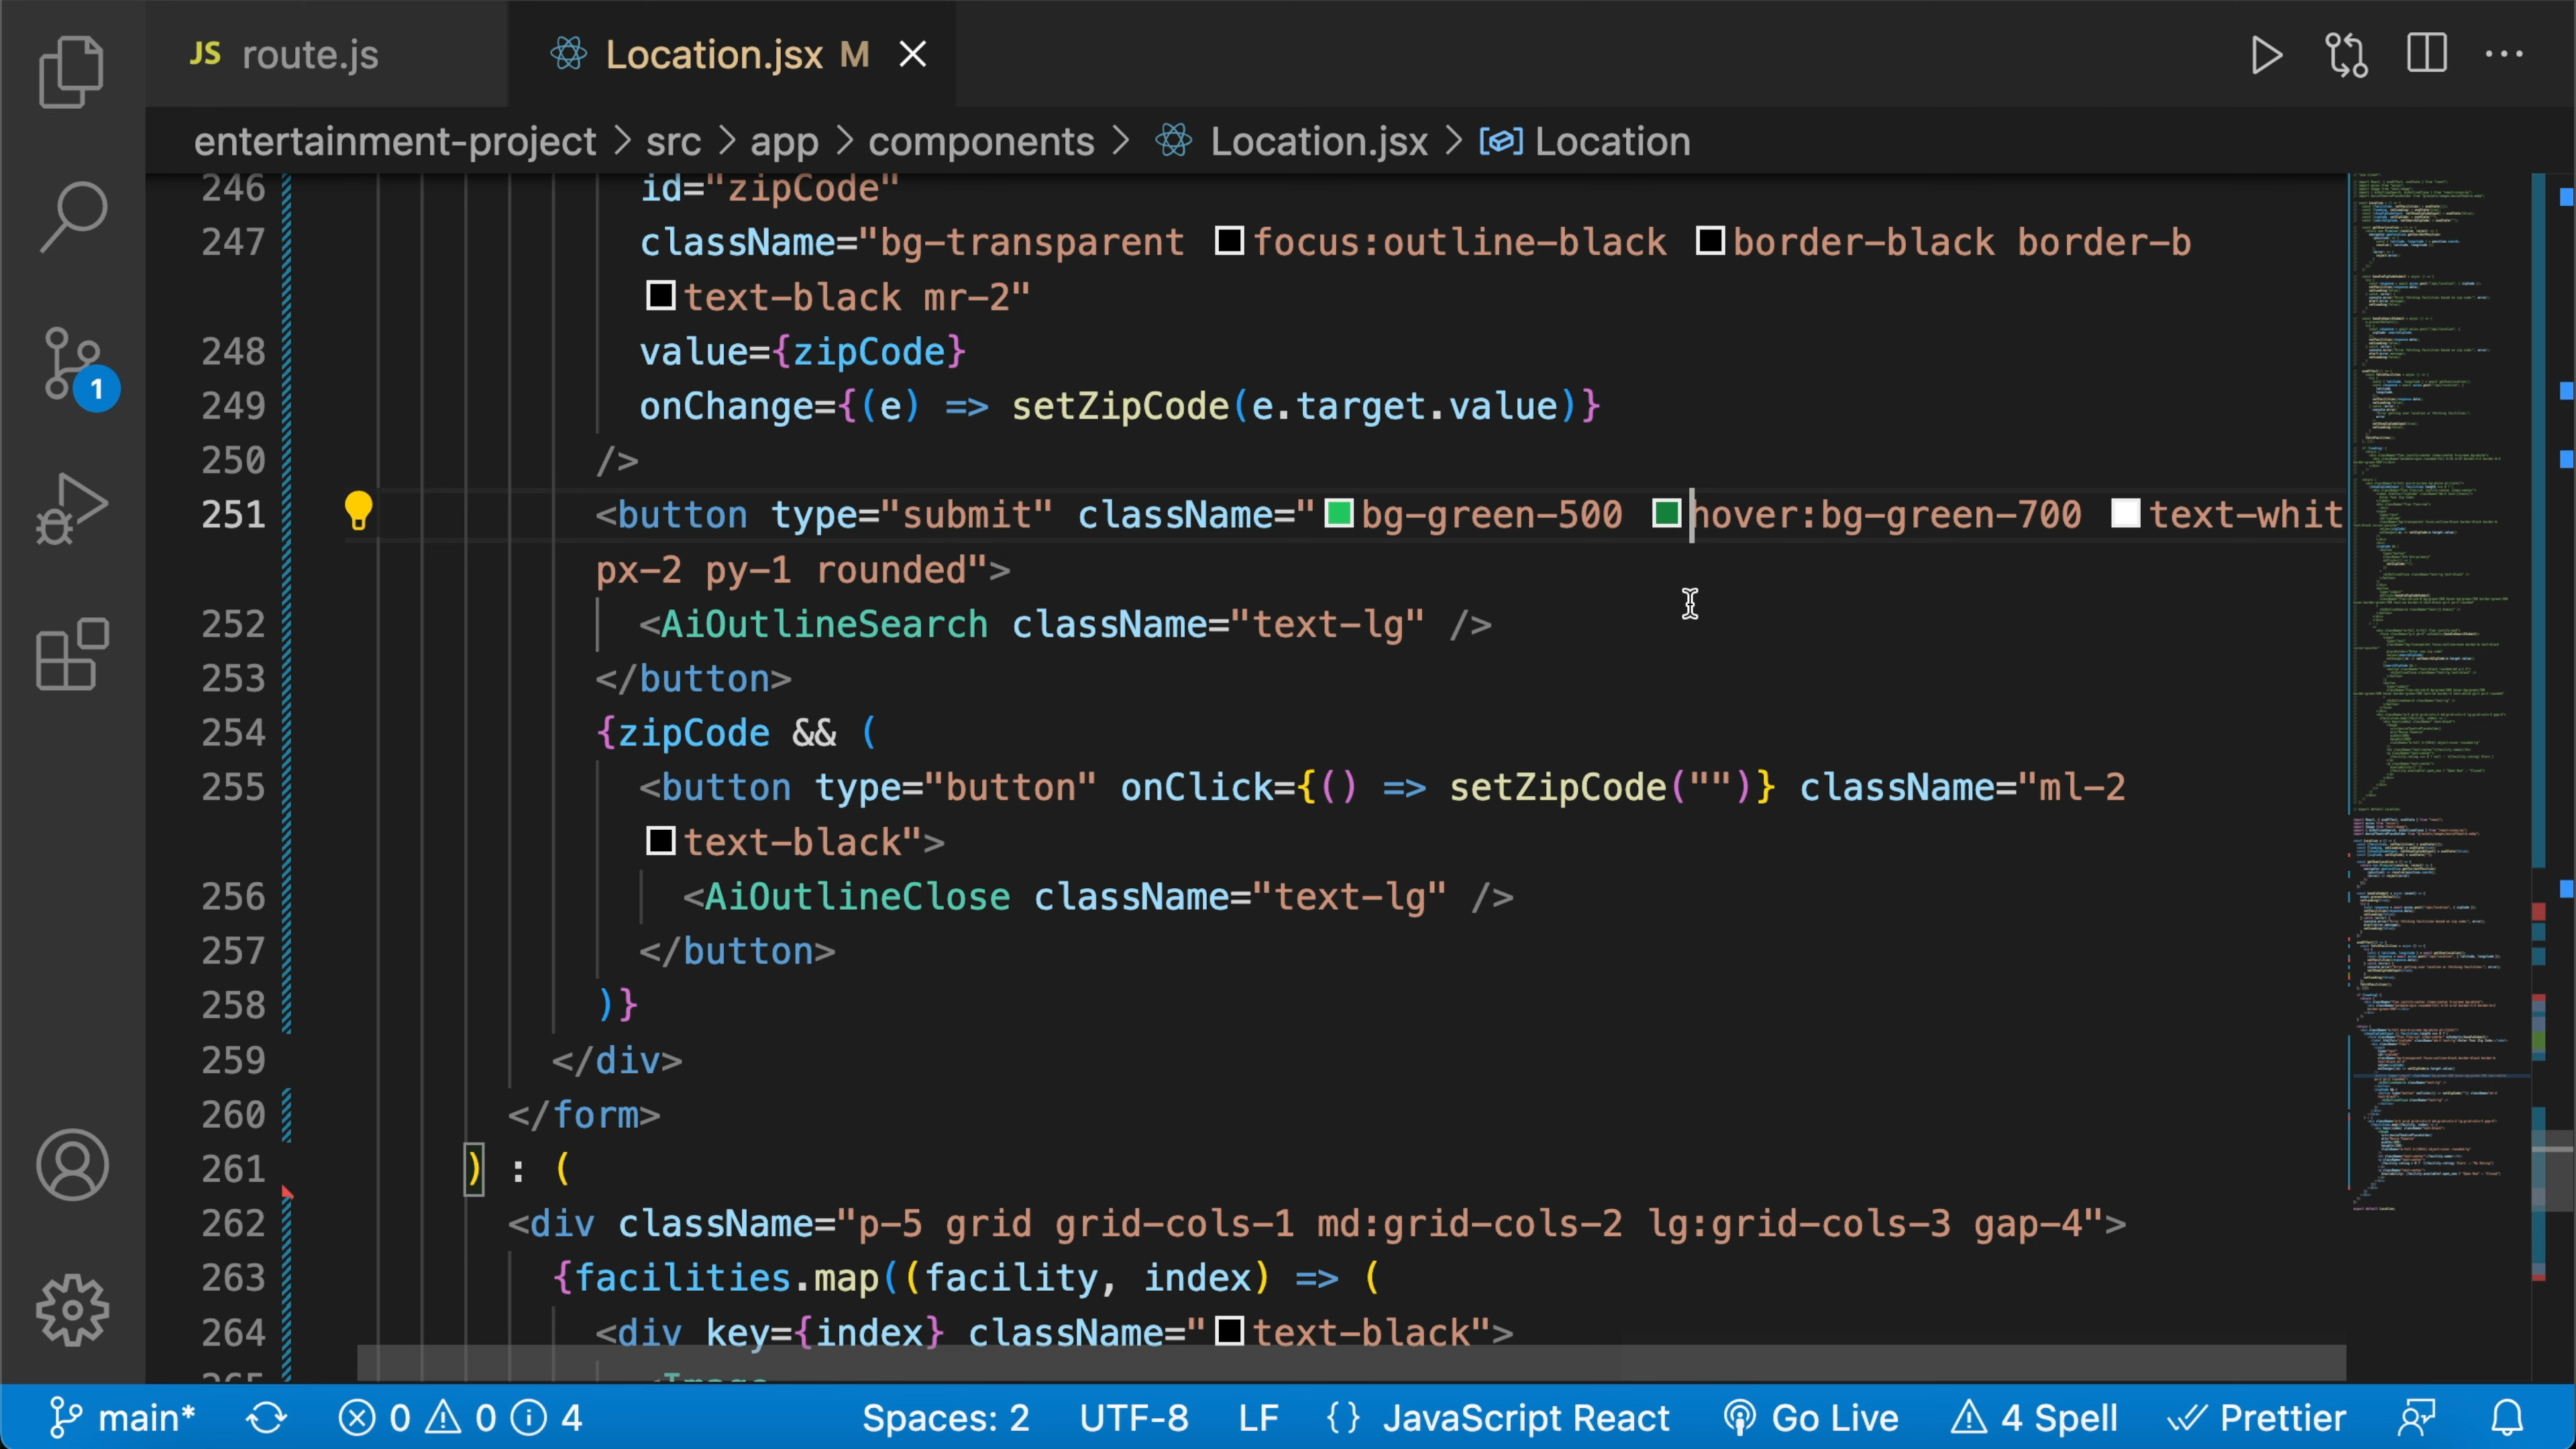 JS route.js Location.jsx M
entertainment-project > src > app > components > Location.jsx > Location
246 id="zipCode"
247 className="bg-transparent focus:outline-black border-black border-b
text-black mr-2"
248 value={zipCode}
249 onChange={(e) => setZipCode(e.target.value)}
250 />
251 <button type="submit" className="bg-green-500 hover:bg-green-700 text-whit
px-2 py-1 rounded">
252 <AiOutlineSearch className="text-lg" />
253 </button>
254 {zipCode && (
255 <button type="button" onClick={() => setZipCode("")} className="ml-2
text-black">
256 <AiOutlineClose className="text-lg" />
257 </button>
258 )}
259 </div>
260 </form>
261 ) : (
262 <div className="p-5 grid grid-cols-1 md:grid-cols-2 lg:grid-cols-3 gap-4">
263 {facilities.map((facility, index) => (
264 <div key={index} className="text-black">
1
main* 0 0 4 Spaces: 2 UTF-8 LF {} JavaScript React Go Live 4 Spell Prettier